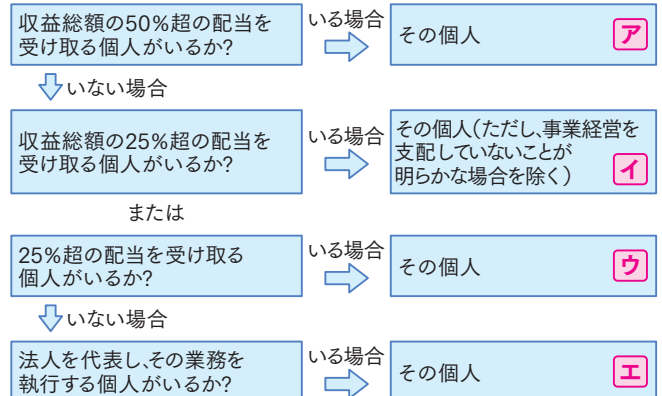 収益総額の50%超の配当を
受け取る個人がいるか?
いる場合
その個人
ア
いない場合
収益総額の25%超の配当を
受け取る個人がいるか?
いる場合
その個人(ただし、事業経営を
支配していないことが
明らかな場合を除く)
イ
または
25%超の配当を受け取る
個人がいるか?
いる場合
その個人
ウ
いない場合
法人を代表し、その業務を
執行する個人がいるか?
いる場合
その個人
エ